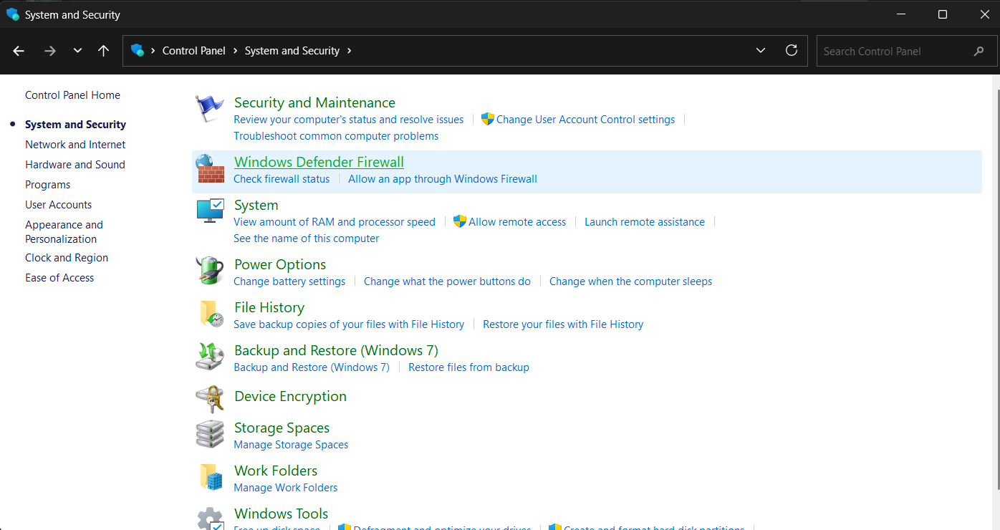 System and Security
Control Panel
System and Security
Search Control Panel
Control Panel Home
System and Security
Network and Internet
Hardware and Sound
Programs
User Accounts
Appearance and
Personalization
Clock and Region
Ease of Access
Security and Maintenance
Review your computer's status and resolve issues
Change User Account Control settings
Troubleshoot common computer problems
Windows Defender Firewall
Check firewall status
Allow an app through Windows Firewall
System
View amount of RAM and processor speed
Allow remote access
Launch remote assistance
See the name of this computer
Power Options
Change battery settings
Change what the power buttons do
Change when the computer sleeps
File History
Save backup copies of your files with File History
Restore your files with File History
Backup and Restore (Windows 7)
Backup and Restore (Windows 7)
Restore files from backup
Device Encryption
Storage Spaces
Manage Storage Spaces
Work Folders
Manage Work Folders
Windows Tools
Free up disk space
Defragment and optimize your drives
Create and format hard disk partitions